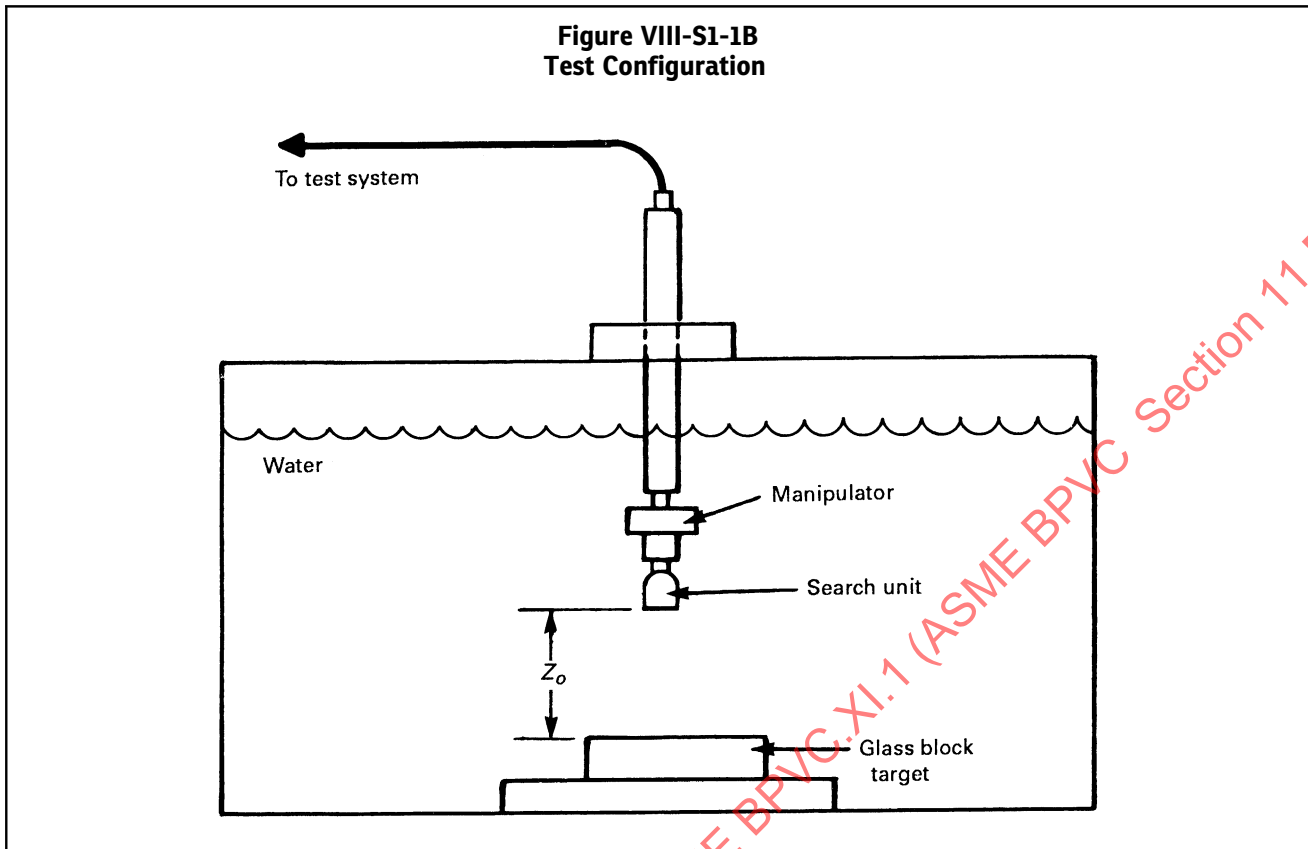 Figure VIII-S1-1B
Test Configuration
To test system
Water
Manipulator
Search unit
Zo
Glass block
target
E BPVC.XI.1 (ASME BPVC Section 11